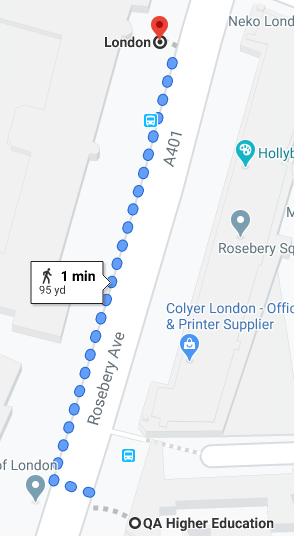 Neko Lond
London
A401
Hollyb
M
Rosebery Sq
1 min
95 yd
Colyer London - Offic
& Printer Supplier
Rosebery Ave
of London
QA Higher Education